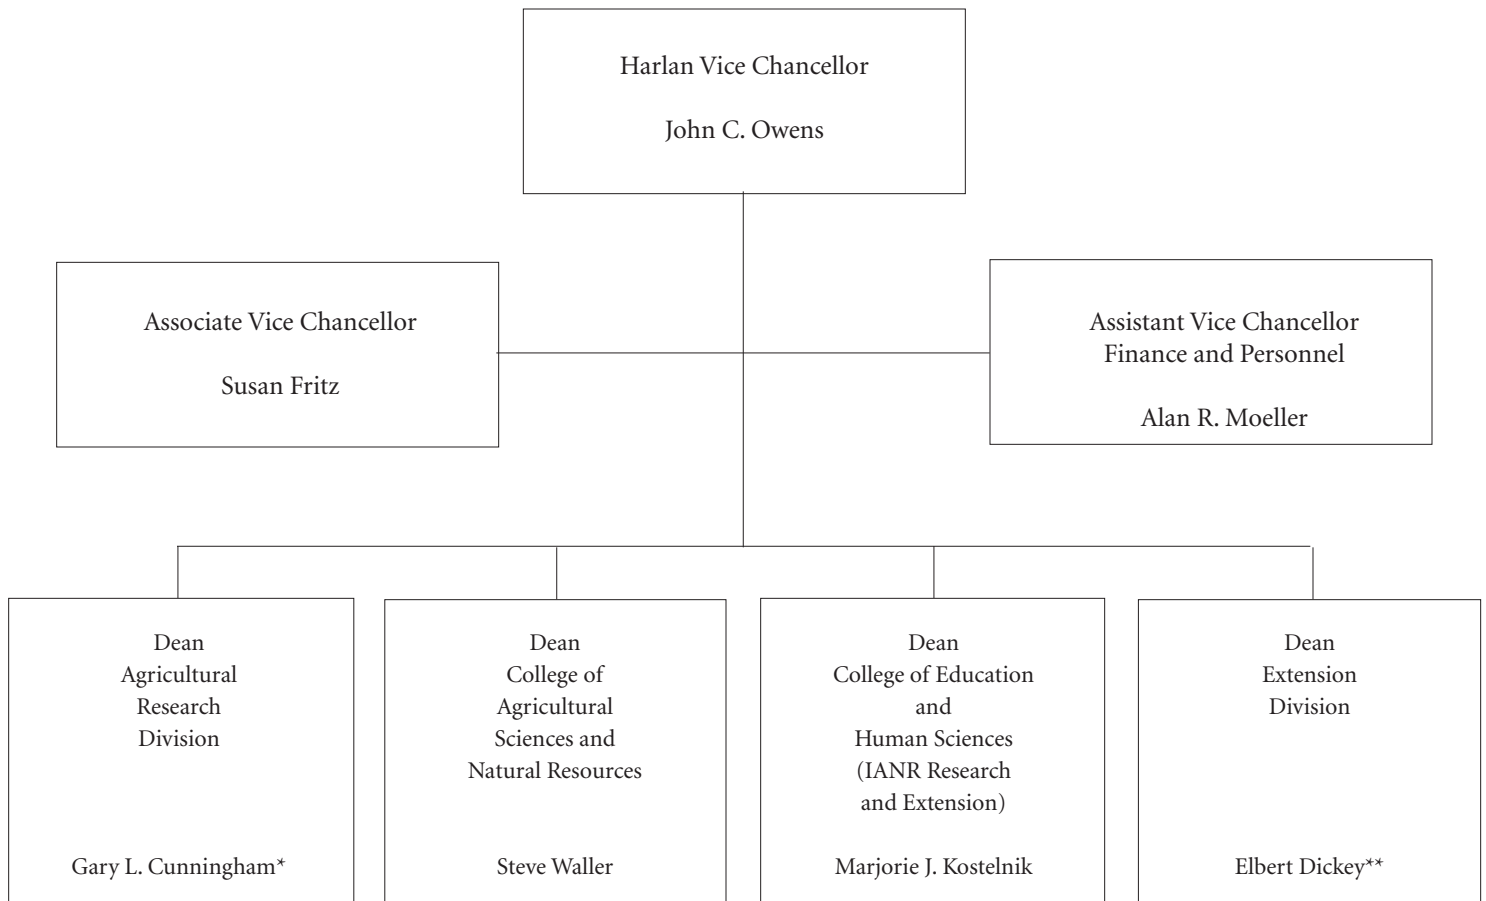 Harlan Vice Chancellor
John C. Owens
Associate Vice Chancellor
Susan Fritz
Assistant Vice Chancellor
Finance and Personnel
Alan R. Moeller
Dean
Agricultural
Research
Division
Gary L. Cunningham*
Dean
College of
Agricultural
Sciences and
Natural Resources
Steve Waller
Dean
College of Education
and
Human Sciences
(IANR Research
and Extension)
Marjorie J. Kostelnik
Dean
Extension
Division
Elbert Dickey**